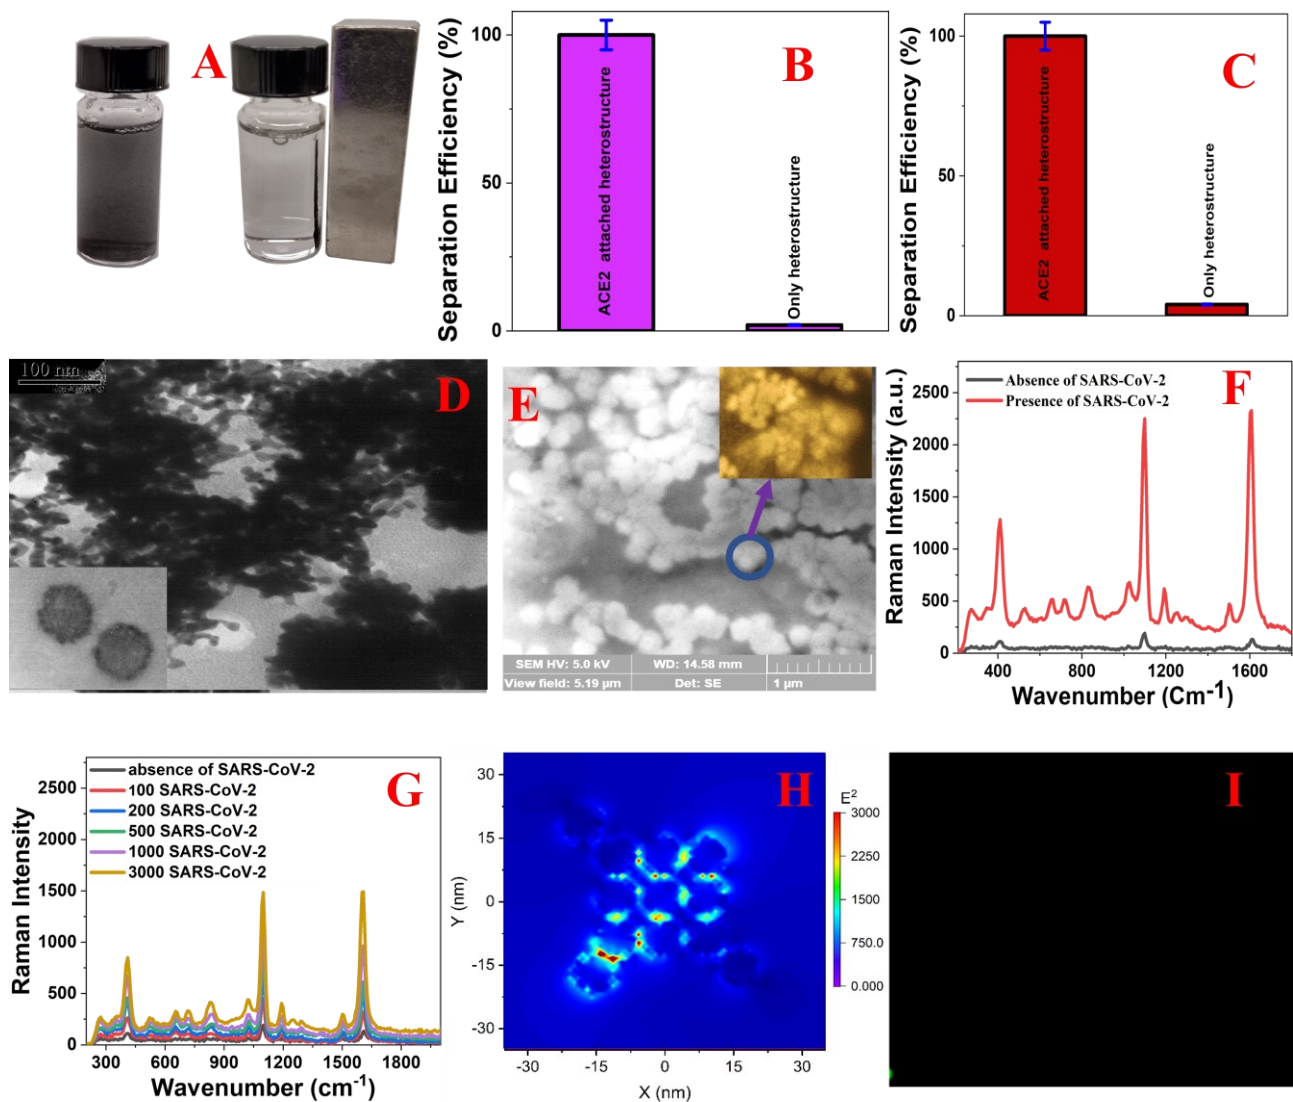 A
Separation Efficiency (%)
100
50
0
ACE2 attached heterostructure
Only heterostructure
B
Separation Efficiency (%)
100
50
0
ACE2 attached heterostructure
Only heterostructure
C
100 nm
D
E
SEM HV: 5.0 kV
WD: 14.58 mm
View field: 5.19 µm
Det: SE
1 µm
Raman Intensity (a.u.)
2500
2000
1500
1000
500
0
Absence of SARS-CoV-2
Presence of SARS-CoV-2
F
400
800
1200
1600
Wavenumber (Cm-1)
Raman Intensity
2500
2000
1500
1000
500
0
absence of SARS-CoV-2
100 SARS-CoV-2
200 SARS-CoV-2
500 SARS-CoV-2
1000 SARS-CoV-2
3000 SARS-CoV-2
G
300
600
900
1200
1500
1800
Wavenumber (cm-1)
Y (nm)
30
15
0
-15
-30
H
-30
-15
0
15
30
X (nm)
E2
3000
2250
1500
750.0
0.000
I